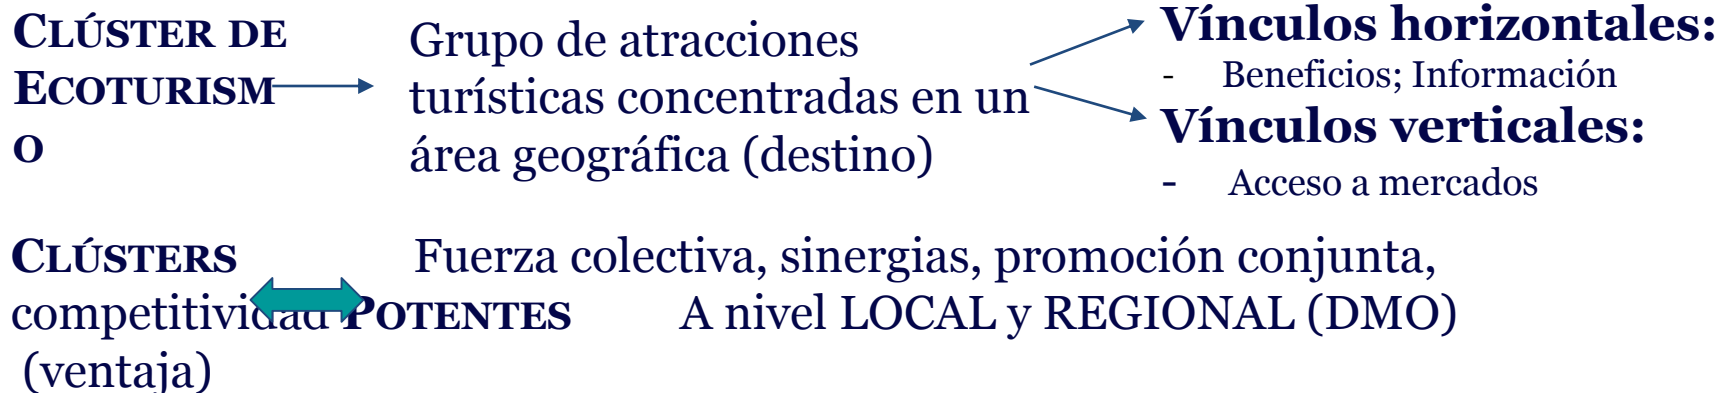 CLÚSTER DE
ECOTURISM
O
Grupo de atracciones
turísticas concentradas en un
área geográfica (destino)
Vínculos horizontales:
- Beneficios; Información
Vínculos verticales:
- Acceso a mercados
CLÚSTERS Fuerza colectiva, sinergias, promoción conjunta,
competitividad POTENTES A nivel LOCAL y REGIONAL (DMO)
(ventaja)